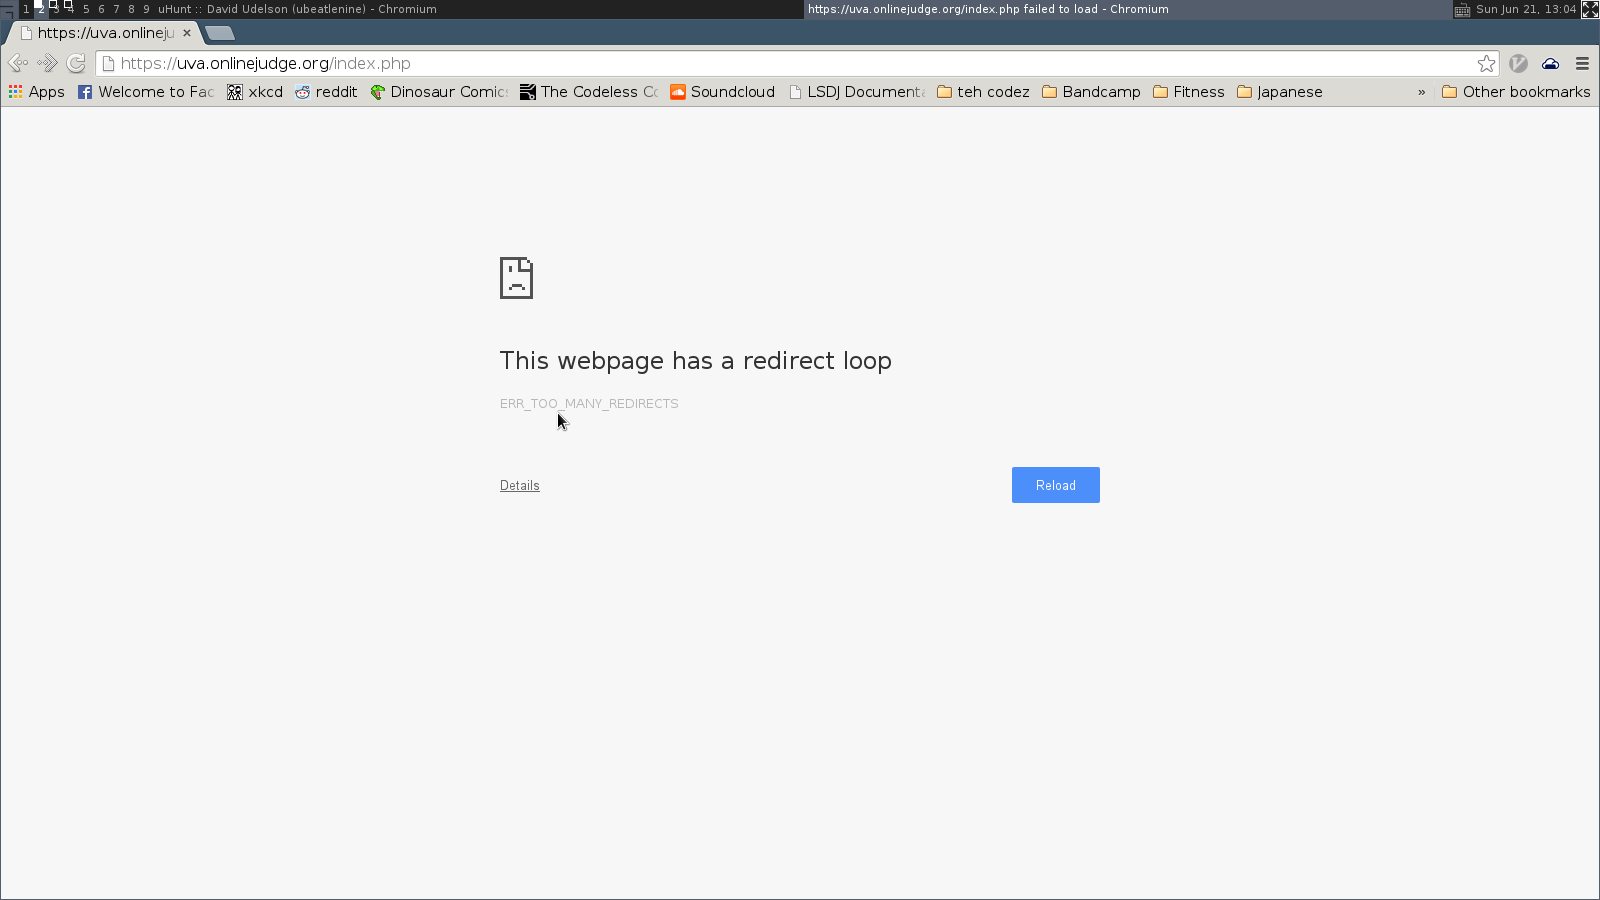 1 2 3 4 5 6 7 8 9 uHunt :: David Udelson (ubeatlenine) - Chromium https://uva.onlinejudge.org/index.php failed to load - Chromium Sun Jun 21, 13:04
https://uva.onlineju ×
https://uva.onlinejudge.org/index.php
Apps Welcome to Fac xkcd reddit Dinosaur Comic The Codeless Co Soundcloud LSDJ Documenta teh codez Bandcamp Fitness Japanese » Other bookmarks
This webpage has a redirect loop
ERR_TOO_MANY_REDIRECTS
Details Reload